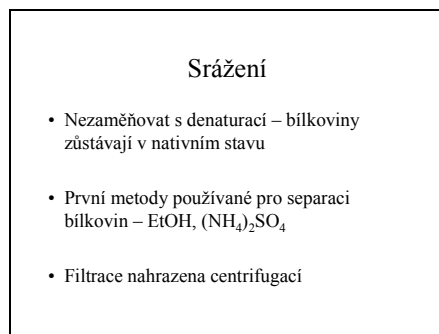 Srážení
• Nezaměňovat s denaturací – bílkoviny
zůstávají v nativním stavu
• První metody používané pro separaci
bílkovin – EtOH, (NH₄)₂SO₄
• Filtrace nahrazena centrifugací